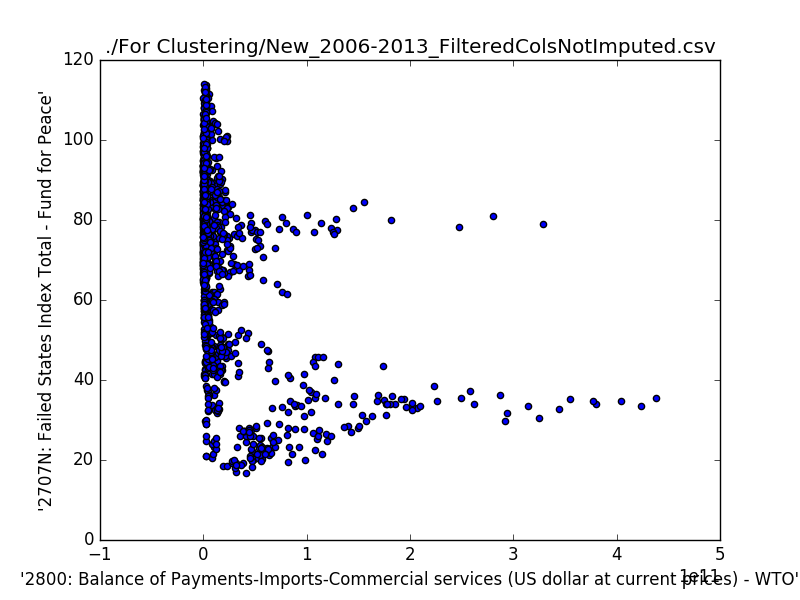 ./For Clustering/New_2006-2013_FilteredColsNotImputed.csv
120
100
80
60
40
20
0
'2707N: Failed States Index Total - Fund for Peace'
−1 0 1 2 3 4 5
1e11
'2800: Balance of Payments-Imports-Commercial services (US dollar at current prices) - WTO'